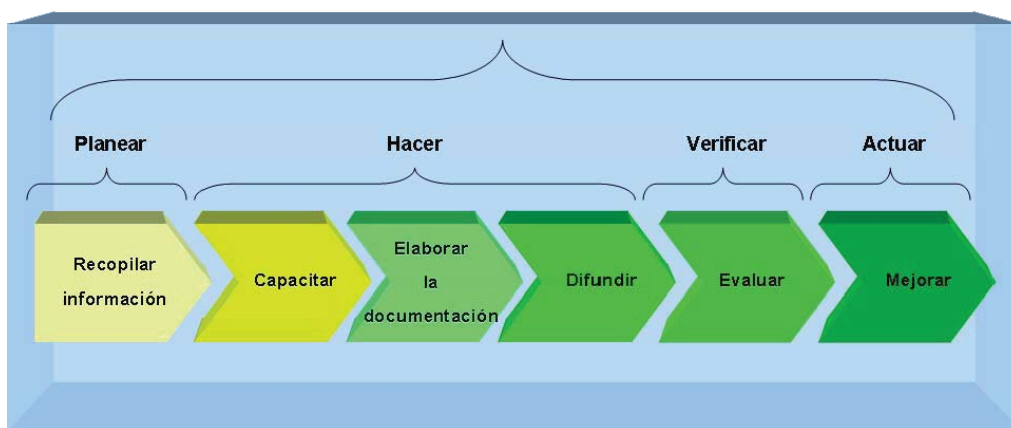 Planear
Hacer
Verificar
Actuar
Recopilar
información
Capacitar
Elaborar
la
documentación
Difundir
Evaluar
Mejorar